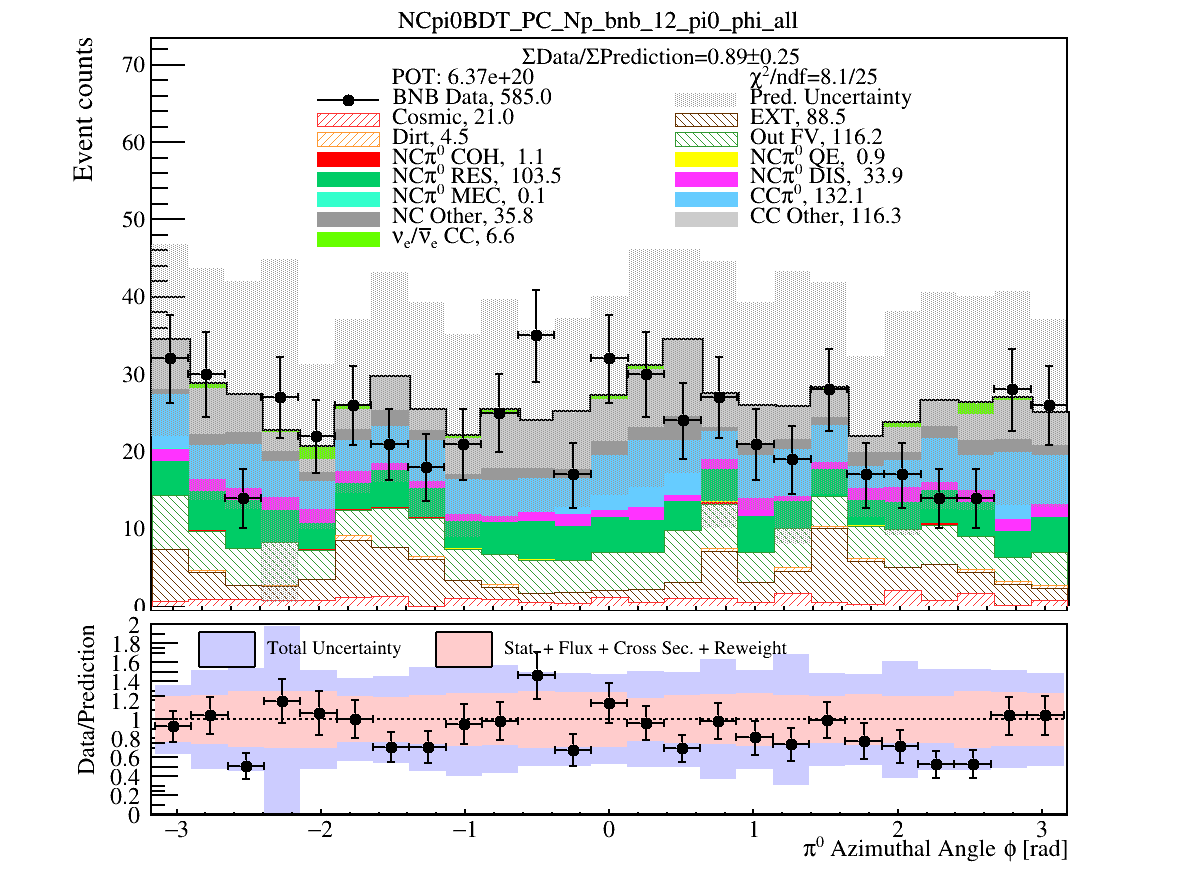 NCpi0BDT_PC_Np_bnb_12_pi0_phi_all
ΣData/ΣPrediction=0.89±0.25
POT: 6.37e+20
χ²/ndf=8.1/25
BNB Data, 585.0
Pred. Uncertainty
Cosmic, 21.0
EXT, 88.5
Dirt, 4.5
Out FV, 116.2
NCπ⁰ COH, 1.1
NCπ⁰ QE, 0.9
NCπ⁰ RES, 103.5
NCπ⁰ DIS, 33.9
NCπ⁰ MEC, 0.1
CCπ⁰, 132.1
NC Other, 35.8
CC Other, 116.3
νₑ/ν̅ₑ CC, 6.6
Event counts
70
60
50
40
30
20
10
0
Total Uncertainty
Stat. + Flux + Cross Sec. + Reweight
Data/Prediction
2
1.8
1.6
1.4
1.2
1
0.8
0.6
0.4
0.2
0
−3 −2 −1 0 1 2 3
π⁰ Azimuthal Angle ϕ [rad]